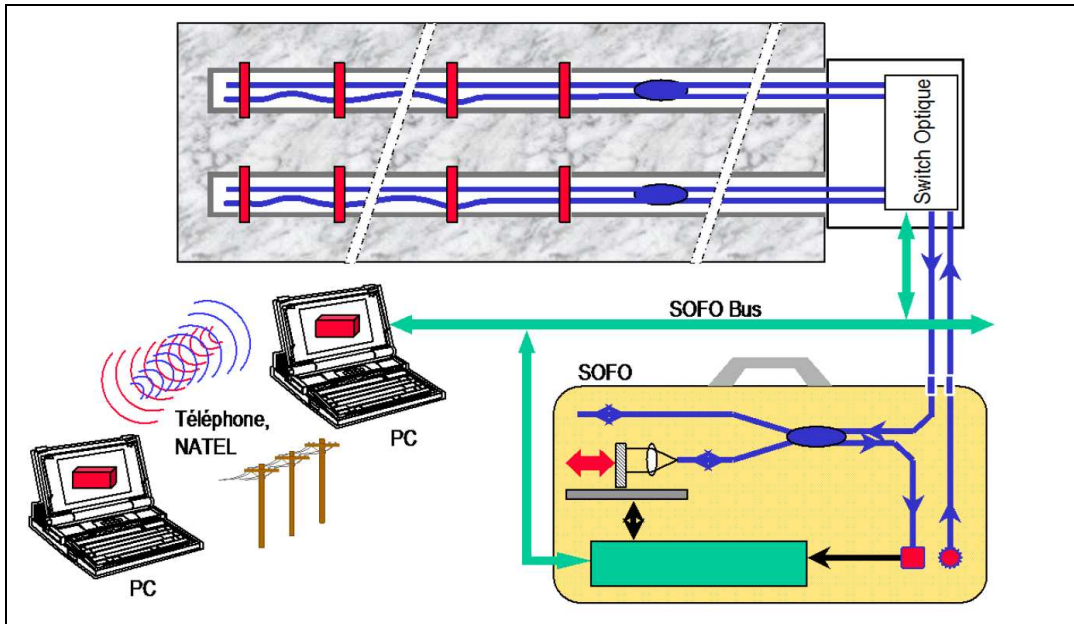 Switch Optique
SOFO Bus
SOFO
Téléphone,
NATEL
PC
PC